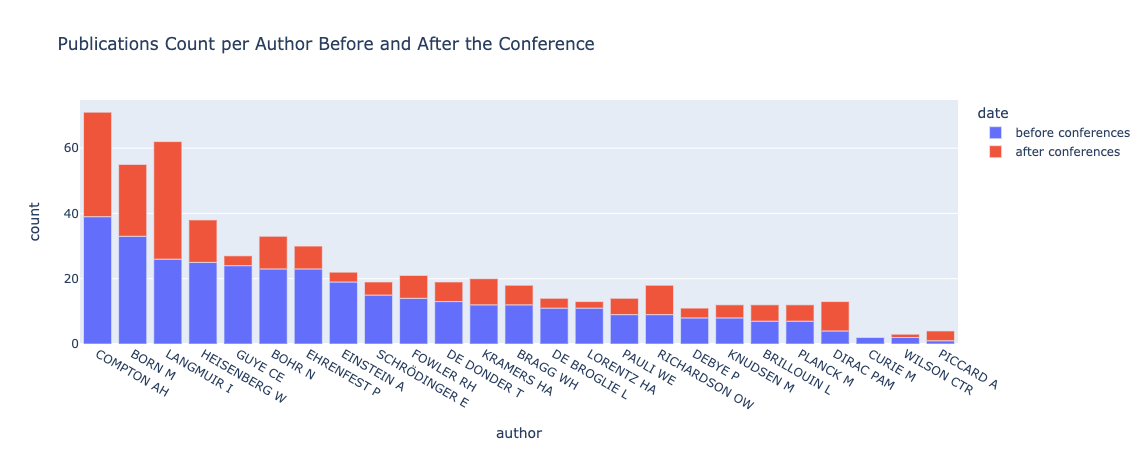 Publications Count per Author Before and After the Conference
date
before conferences
after conferences
count
60
40
20
0
COMPTON AH
BORN M
LANGMUIR I
HEISENBERG W
GUYE CE
BOHR N
EHRENFEST P
EINSTEIN A
SCHRÖDINGER E
FOWLER RH
DE DONDER T
KRAMERS HA
BRAGG WH
DE BROGLIE L
LORENTZ HA
PAULI WE
RICHARDSON OW
DEBYE P
KNUDSEN M
BRILLOUIN L
PLANCK M
DIRAC PAM
CURIE M
WILSON CTR
PICCARD A
author